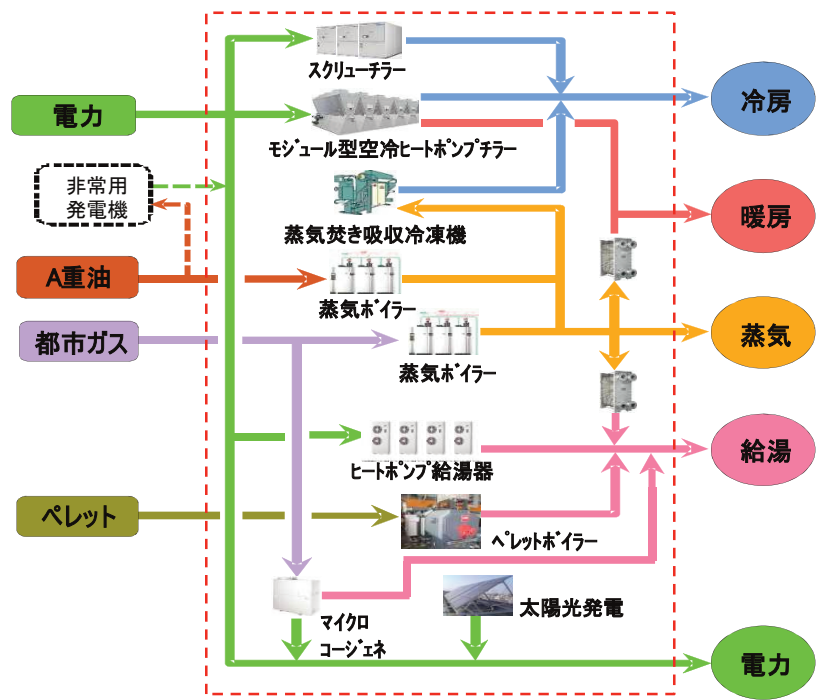 スクリューチラー
電力
冷房
モジュール型空冷ヒートポンプチラー
非常用
発電機
暖房
蒸気焚き吸収冷凍機
A重油
蒸気ボイラー
都市ガス
蒸気
蒸気ボイラー
給湯
ヒートポンプ給湯器
ペレット
ペレットボイラー
太陽光発電
マイクロ
コージェネ
電力